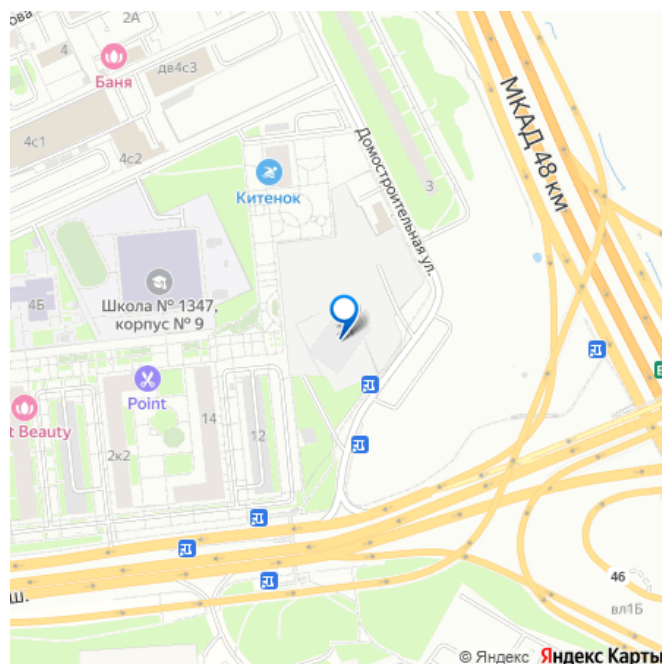 ова
2А
4
Баня
дв4с3
4с1
4с2
Домостроительная ул.
МКАД 48 км
Китенок
3
4Б
Школа № 1347,
корпус № 9
Point
t Beauty
14
12
2к2
Е
46
вл1Б
ш.
© Яндекс Яндекс Карты